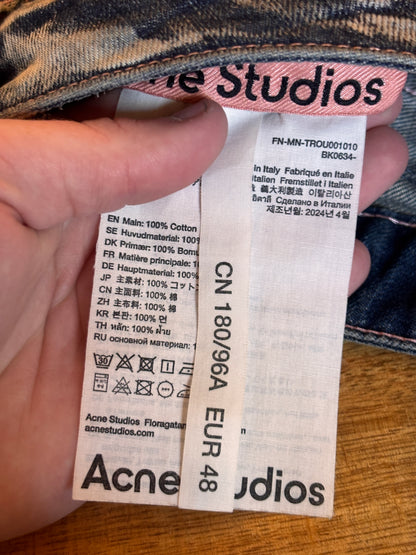 Acne Studios
FN-MN-TROU001010
BK0634-
in Italy Fabriqué en Italie
Italien Fremstillet i Italien
義大利製造 이탈리아산
Сделано в Италии
제조년월: 2024년 4월
EN Main: 100% Cotton
SE Huvudmaterial: 100%
DK Primær: 100% Bomu
FR Matière principale: 1
DE Hauptmaterial: 100%
JP 主素材: 100% コット
CN 主面料: 100% 棉
ZH 主布料: 100% 棉
KR 본판: 100% 면
TH หลัก: 100% ฝ้าย
RU основной материал: 1
30
Acne Studios Floragatan
acnestudios.com
CN 180/96A EUR 48
Acne Studios